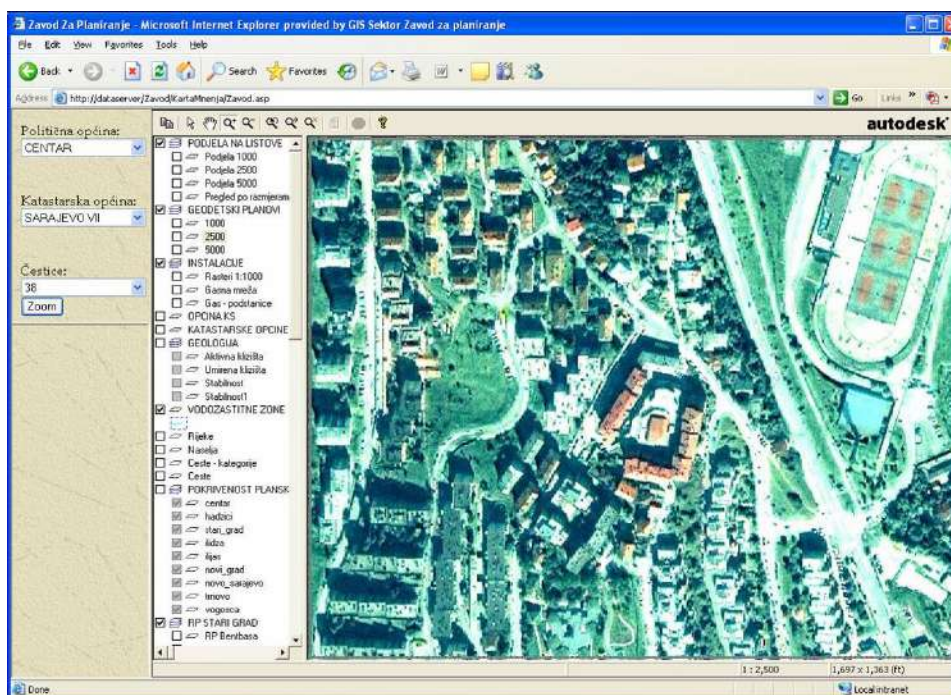 Zavod Za Planiranje - Microsoft Internet Explorer provided by GIS Sektor Zavod za planiranje
File Edit View Favorites Tools Help
Back Search Favorites
Address http://dataserver/Zavod/KartaMnenja/Zavod.asp Go Links »
autodesk
Politična općina:
CENTAR
Katastarska općina:
SARAJEVO VII
Čestice:
38
Zoom
PODJELA NA LISTOVE
Podjela 1000
Podjela 2500
Podjela 5000
Pregled po razmjeram
GEODETSKI PLANOVI
1000
2500
5000
INSTALACIJE
Rasteri 1:1000
Gasna mreža
Gas - podstanice
OPCINA KS
KATASTARSKE OPCINE
GEOLOGIJA
Aktivna klizišta
Umirena klizišta
Stabilnost
Stabilnost1
VODOZASTITNE ZONE
Rijeke
Naselja
Ceste - kategorije
Ceste
POKRIVENOST PLANSK
centar
hadzici
stari_grad
ilidza
ilijas
novi_grad
novo_sarajevo
trnovo
vogosca
RP STARI GRAD
RP Bentbasa
1 : 2,500 1,697 x 1,363 (ft)
Done Local intranet